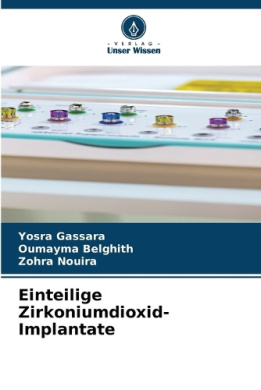 VERLAG
Unser Wissen
Yosra Gassara
Oumayma Belghith
Zohra Nouira
Einteilige
Zirkoniumdioxid-
Implantate